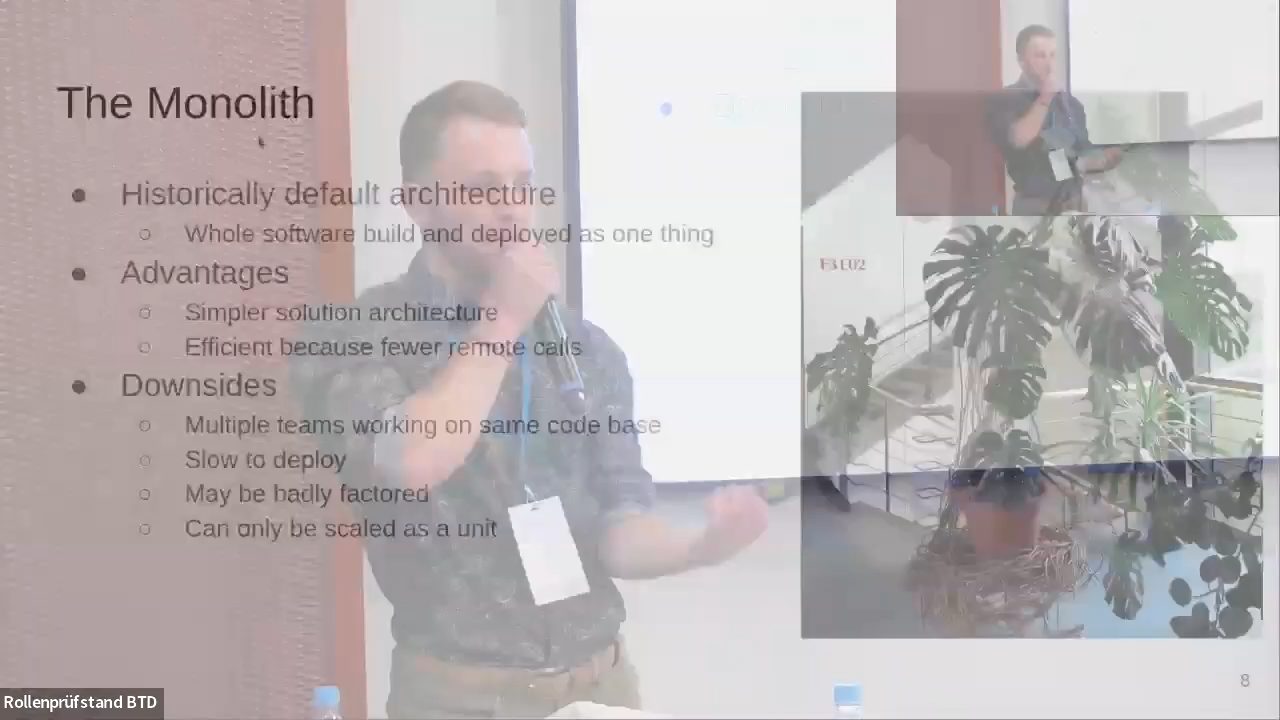 The Monolith
● Historically default architecture
○ Whole software build and deployed as one thing
● Advantages
○ Simpler solution architecture
○ Efficient because fewer remote calls
● Downsides
○ Multiple teams working on same code base
○ Slow to deploy
○ May be badly factored
○ Can only be scaled as a unit
8
Rollenprüfstand BTD